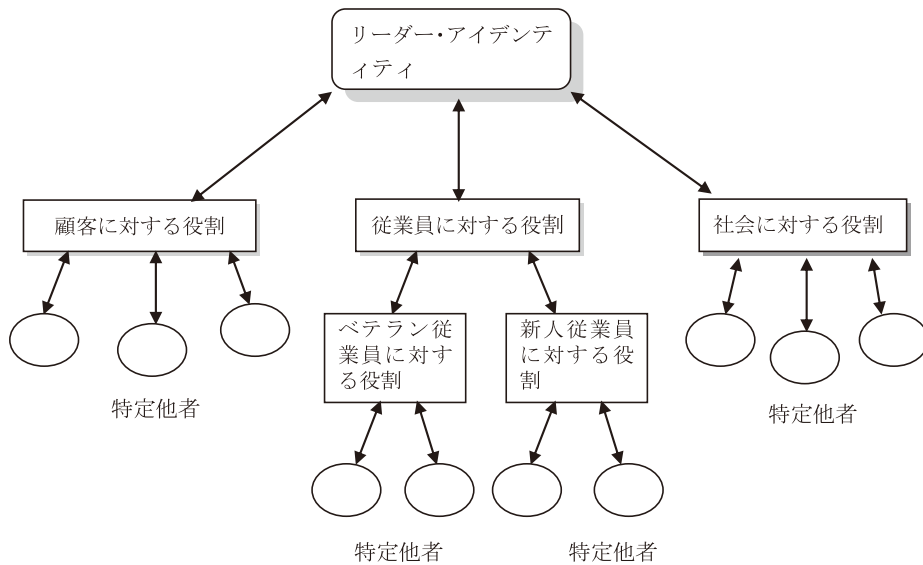 リーダー・アイデンテ
ィティ
顧客に対する役割
従業員に対する役割
社会に対する役割
ベテラン従
業員に対す
る役割
新人従業員
に対する役
割
特定他者
特定他者
特定他者
特定他者